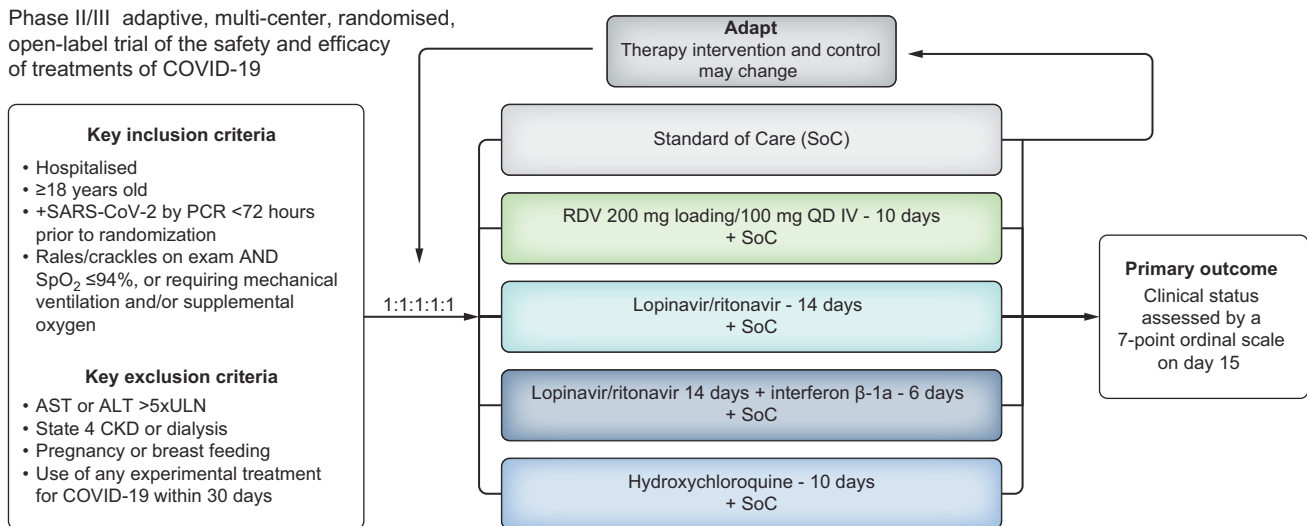 Phase II/III adaptive, multi-center, randomised,
open-label trial of the safety and efficacy
of treatments of COVID-19
Adapt
Therapy intervention and control
may change
Key inclusion criteria
• Hospitalised
• ≥18 years old
• +SARS-CoV-2 by PCR <72 hours
prior to randomization
• Rales/crackles on exam AND
SpO₂ ≤94%, or requiring mechanical
ventilation and/or supplemental
oxygen
Key exclusion criteria
• AST or ALT >5xULN
• State 4 CKD or dialysis
• Pregnancy or breast feeding
• Use of any experimental treatment
for COVID-19 within 30 days
1:1:1:1:1
Standard of Care (SoC)
RDV 200 mg loading/100 mg QD IV - 10 days
+ SoC
Lopinavir/ritonavir - 14 days
+ SoC
Lopinavir/ritonavir 14 days + interferon β-1a - 6 days
+ SoC
Hydroxychloroquine - 10 days
+ SoC
Primary outcome
Clinical status
assessed by a
7-point ordinal scale
on day 15